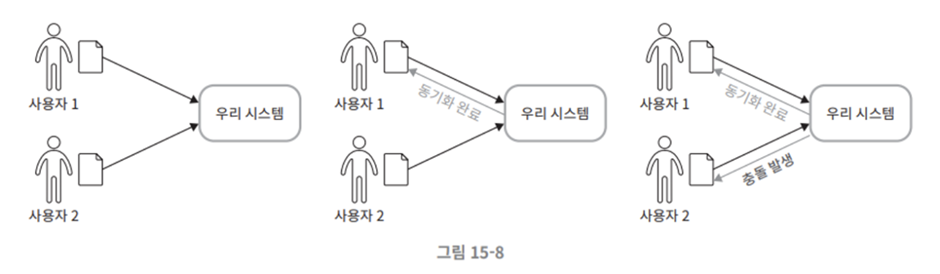 사용자 1
우리 시스템
사용자 2
사용자 1
동기화 완료
우리 시스템
사용자 2
사용자 1
동기화 완료
우리 시스템
충돌 발생
사용자 2
그림 15-8